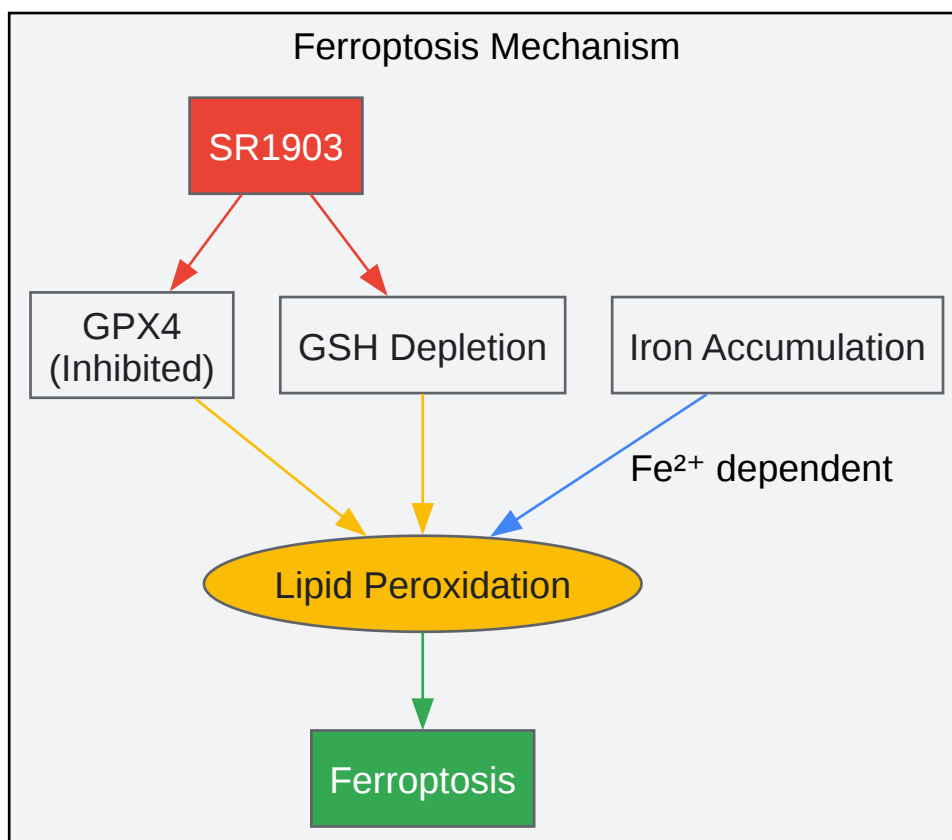 Ferroptosis Mechanism
SR1903
GPX4
(Inhibited)
GSH Depletion
Iron Accumulation
Fe²⁺ dependent
Lipid Peroxidation
Ferroptosis